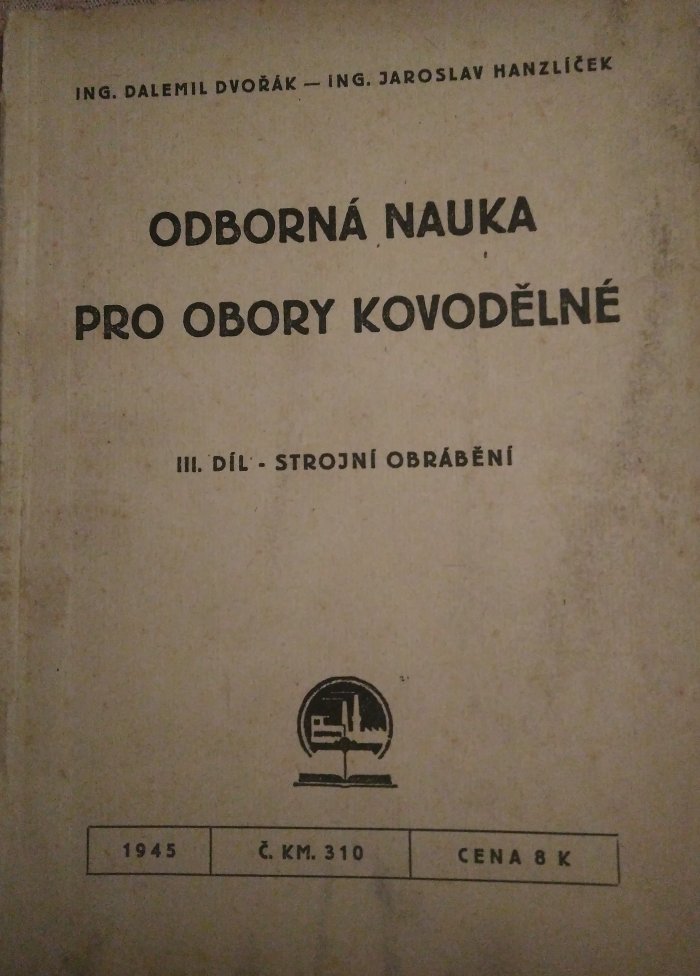 ING. DALEMIL DVOŘÁK — ING. JAROSLAV HANZLÍČEK
ODBORNÁ NAUKA
PRO OBORY KOVODĚLNÉ
III. DÍL - STROJNÍ OBRÁBĚNÍ
1945 Č. KM. 310 CENA 8 K